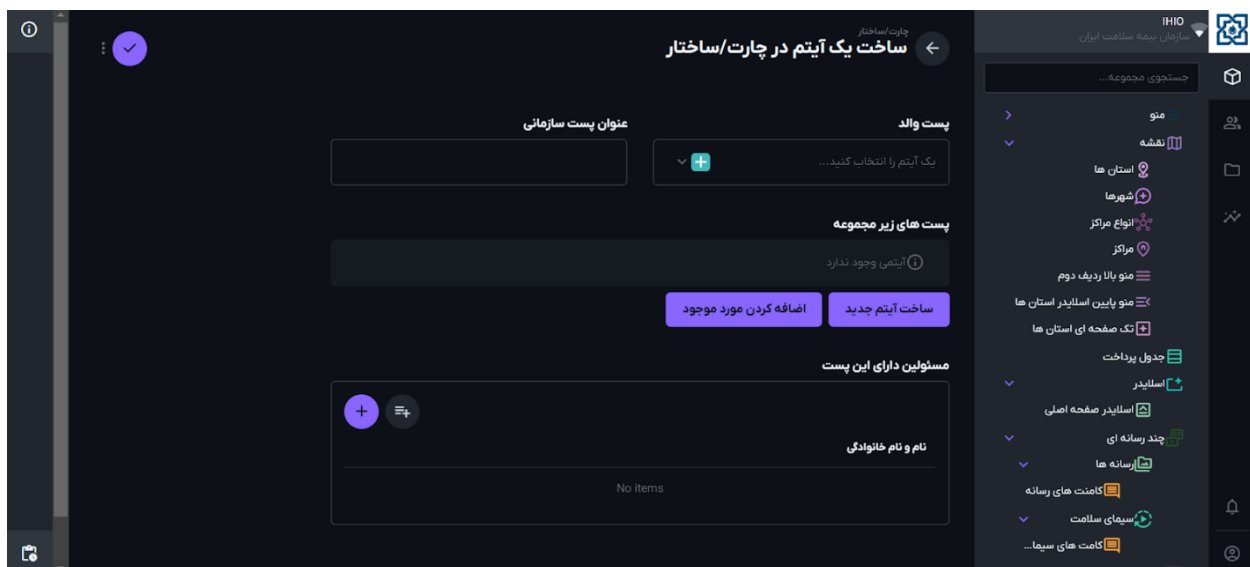 IHIO
سازمان بیمه سلامت ایران
جستجوی مجموعه...
منو
نقشه
استان ها
شهرها
انواع مراکز
مراکز
منو بالا ردیف دوم
منو پایین اسلایدر استان ها
تک صفحه ای استان ها
جدول پرداخت
اسلایدر
اسلایدر صفحه اصلی
چند رسانه ای
رسانه ها
کامنت های رسانه
سیمای سلامت
کامت های سیما...
چارت/ساختار
ساخت یک آیتم در چارت/ساختار
پست والد
عنوان پست سازمانی
یک آیتم را انتخاب کنید...
پست های زیر مجموعه
آیتمی وجود ندارد
ساخت آیتم جدید
اضافه کردن مورد موجود
مسئولین دارای این پست
نام و نام خانوادگی
No items